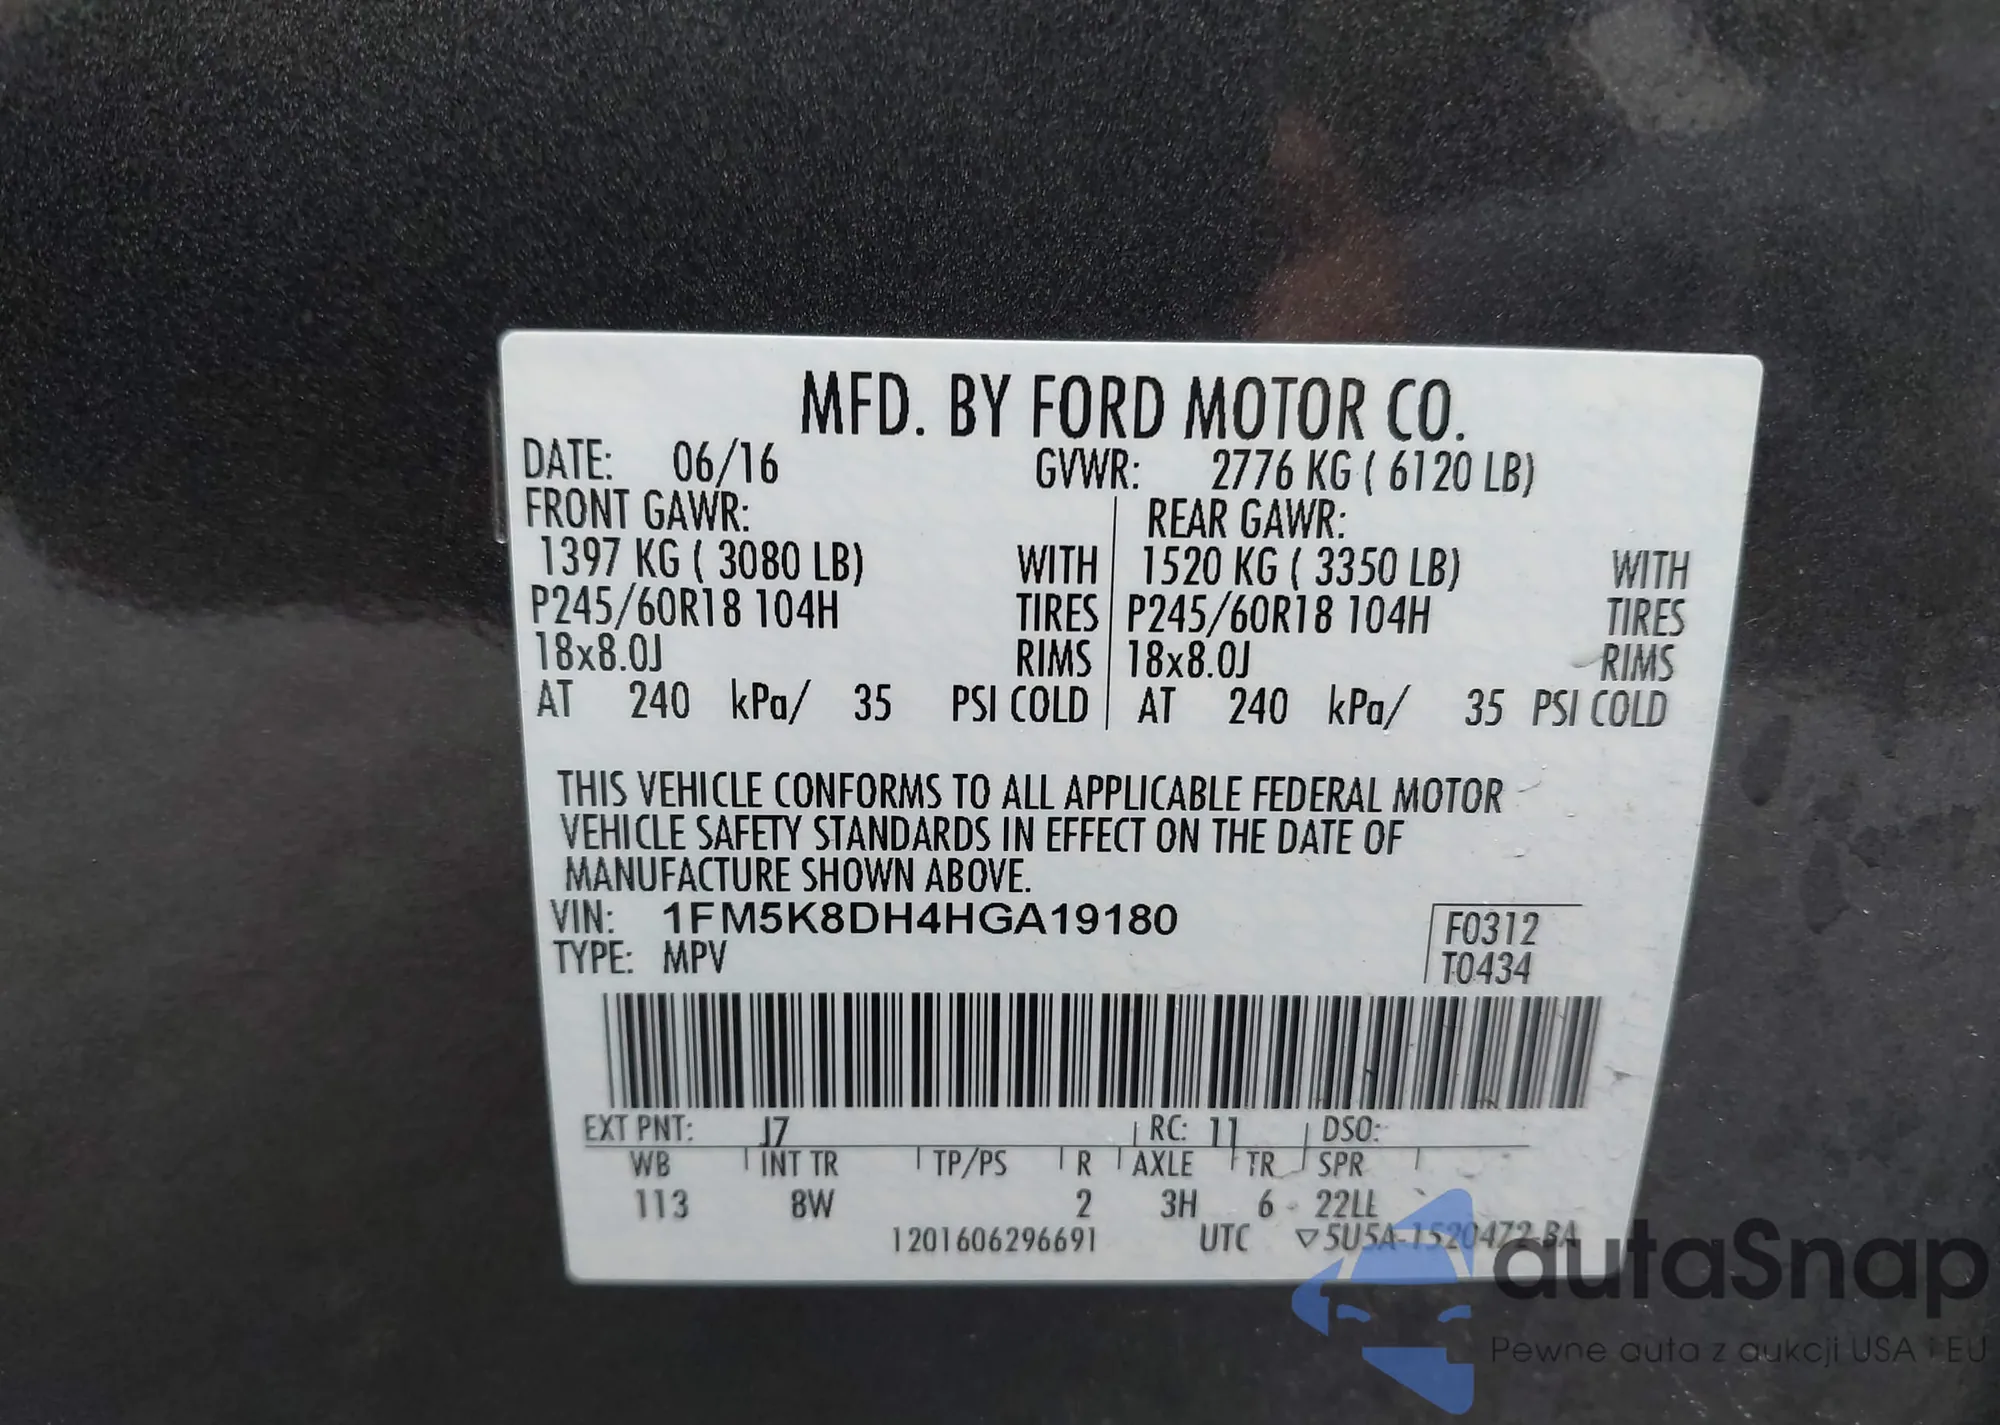 MFD. BY FORD MOTOR CO.
DATE: 06/16 GVWR: 2776 KG ( 6120 LB)
FRONT GAWR: REAR GAWR:
1397 KG ( 3080 LB) WITH 1520 KG ( 3350 LB) WITH
P245/60R18 104H TIRES P245/60R18 104H TIRES
18x8.0J RIMS 18x8.0J RIMS
AT 240 kPa/ 35 PSI COLD AT 240 kPa/ 35 PSI COLD
THIS VEHICLE CONFORMS TO ALL APPLICABLE FEDERAL MOTOR
VEHICLE SAFETY STANDARDS IN EFFECT ON THE DATE OF
MANUFACTURE SHOWN ABOVE.
VIN: 1FM5K8DH4HGA19180 F0312
TYPE: MPV T0434
EXT PNT: J7 RC: 11 DSO:
WB INT TR TP/PS R AXLE TR SPR
113 8W 2 3H 6 22LL
1201606296691 UTC ▽5U5A-1520472-BA
autaSnap
Pewne auta z aukcji USA i EU